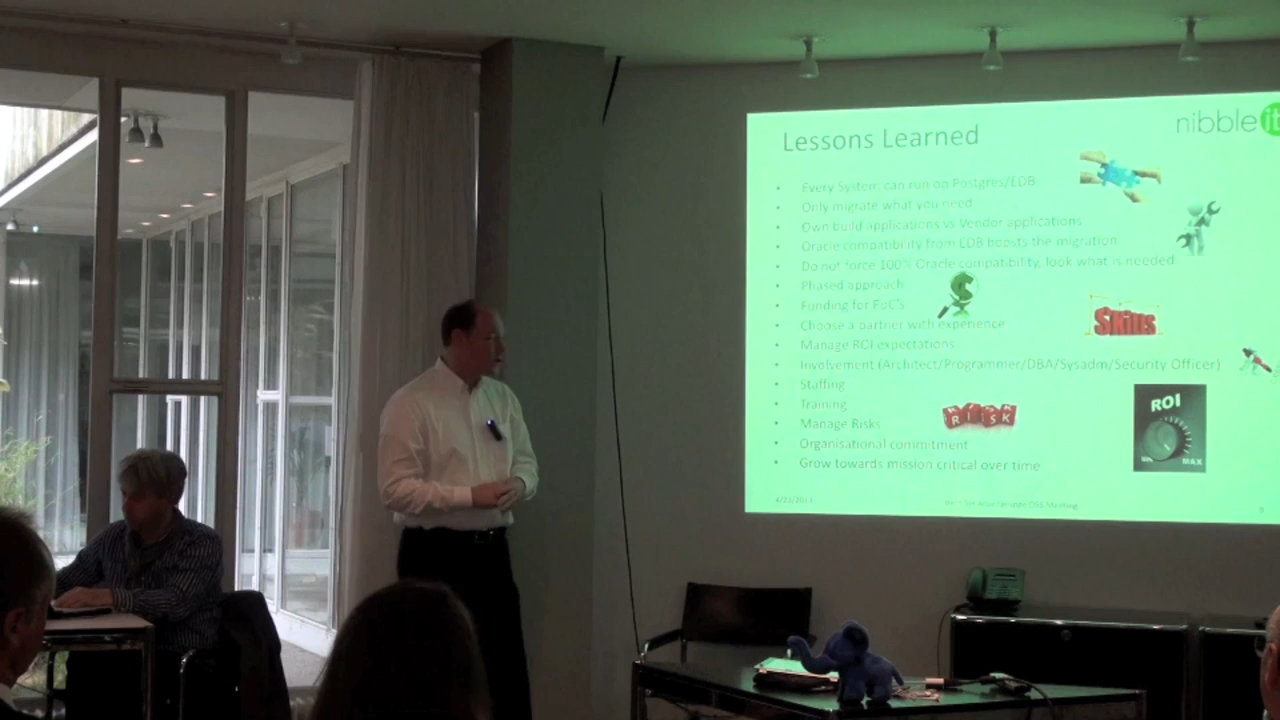 Lessons Learned
nibble it
Every System can run on Postgres/EDB
Only migrate what you need
Own build applications vs Vendor applications
Oracle compatibility from EDB boosts the migration
Do not force 100% Oracle compatibility, look what is needed
Phased approach
Funding for PoC's
Choose a partner with experience
Manage ROI expectations
Involvement (Architect/Programmer/DBA/Sysadm/Security Officer)
Staffing
Training
Manage Risks
Organisational commitment
Grow towards mission critical over time
Skills
RISK
ROI
MIN
MAX
9